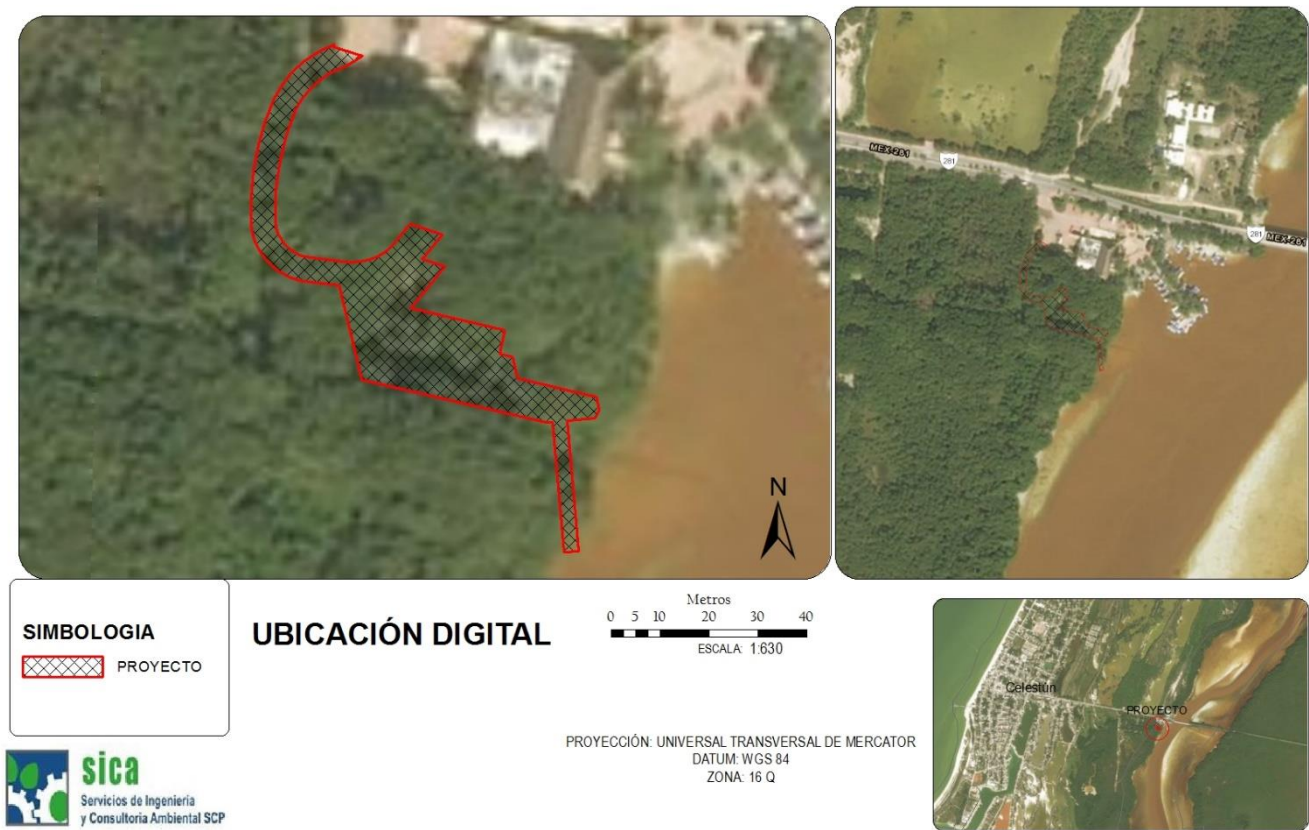 N
MEX-281
281
281
MEX-281
SIMBOLOGIA
PROYECTO
UBICACIÓN DIGITAL
Metros
0 5 10 20 30 40
ESCALA: 1:630
PROYECCIÓN: UNIVERSAL TRANSVERSAL DE MERCATOR
DATUM: WGS 84
ZONA: 16 Q
Celestún
PROYECTO
sica
Servicios de Ingeniería
y Consultoria Ambiental SCP